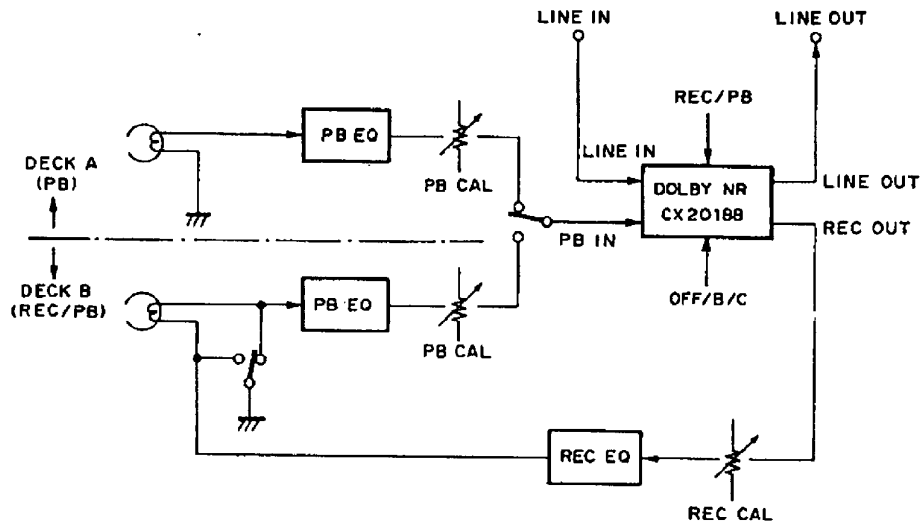 LINE IN
LINE OUT
REC/PB
PB EQ
LINE IN
DECK A
(PB)
PB CAL
DOLBY NR
CX20188
LINE OUT
REC OUT
PB IN
DECK B
(REC/PB)
PB EQ
OFF/B/C
PB CAL
REC EQ
REC CAL